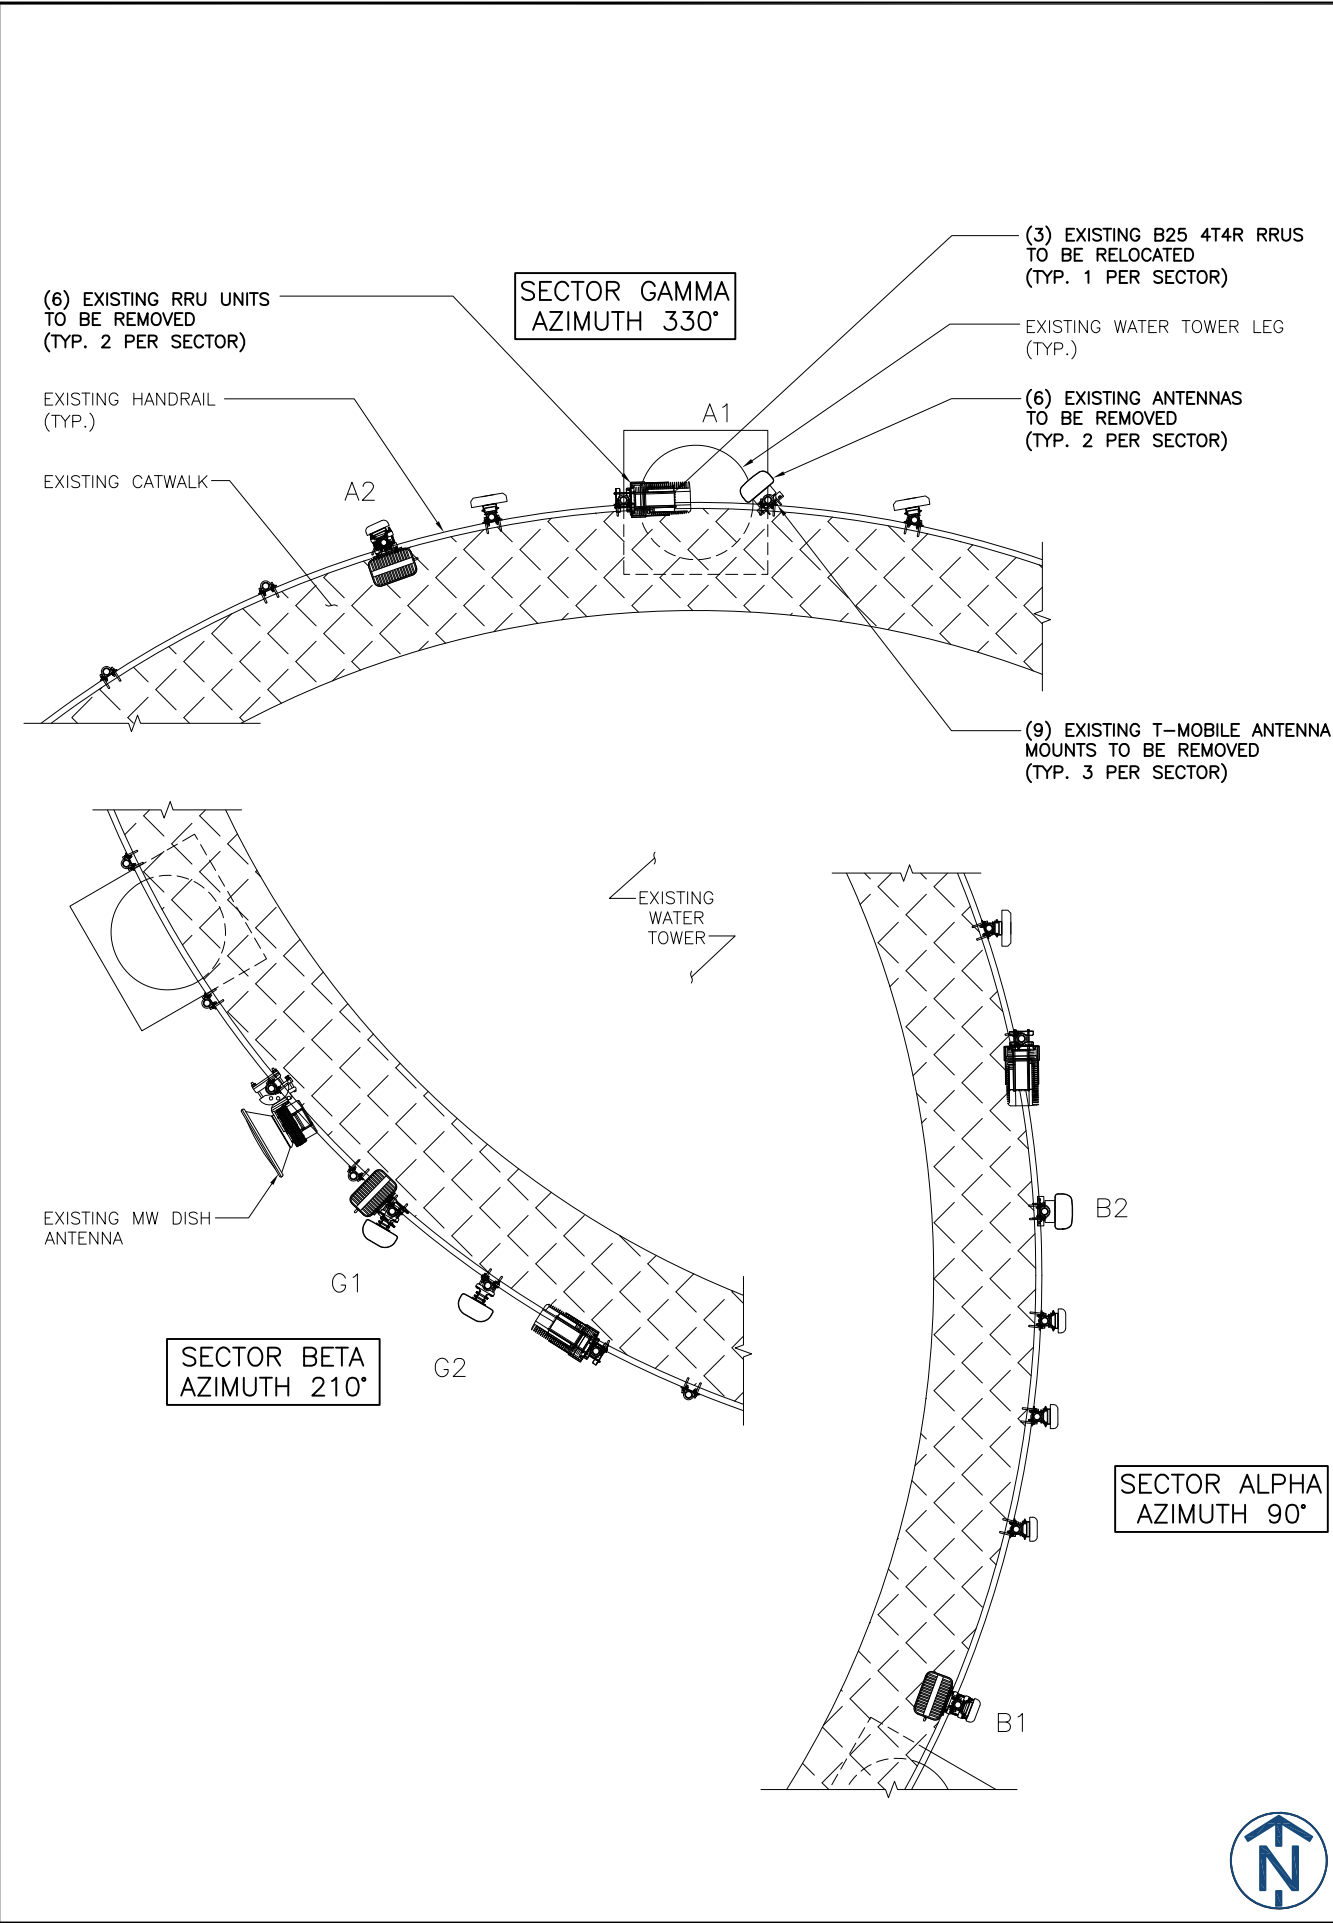 (3) EXISTING B25 4T4R RRUS
TO BE RELOCATED
(TYP. 1 PER SECTOR)
SECTOR GAMMA
AZIMUTH 330°
(6) EXISTING RRU UNITS
TO BE REMOVED
(TYP. 2 PER SECTOR)
EXISTING WATER TOWER LEG
(TYP.)
EXISTING HANDRAIL
(TYP.)
(6) EXISTING ANTENNAS
TO BE REMOVED
(TYP. 2 PER SECTOR)
A1
EXISTING CATWALK
A2
(9) EXISTING T-MOBILE ANTENNA
MOUNTS TO BE REMOVED
(TYP. 3 PER SECTOR)
EXISTING
WATER
TOWER
EXISTING MW DISH
ANTENNA
B2
G1
SECTOR BETA
AZIMUTH 210°
G2
SECTOR ALPHA
AZIMUTH 90°
B1
N